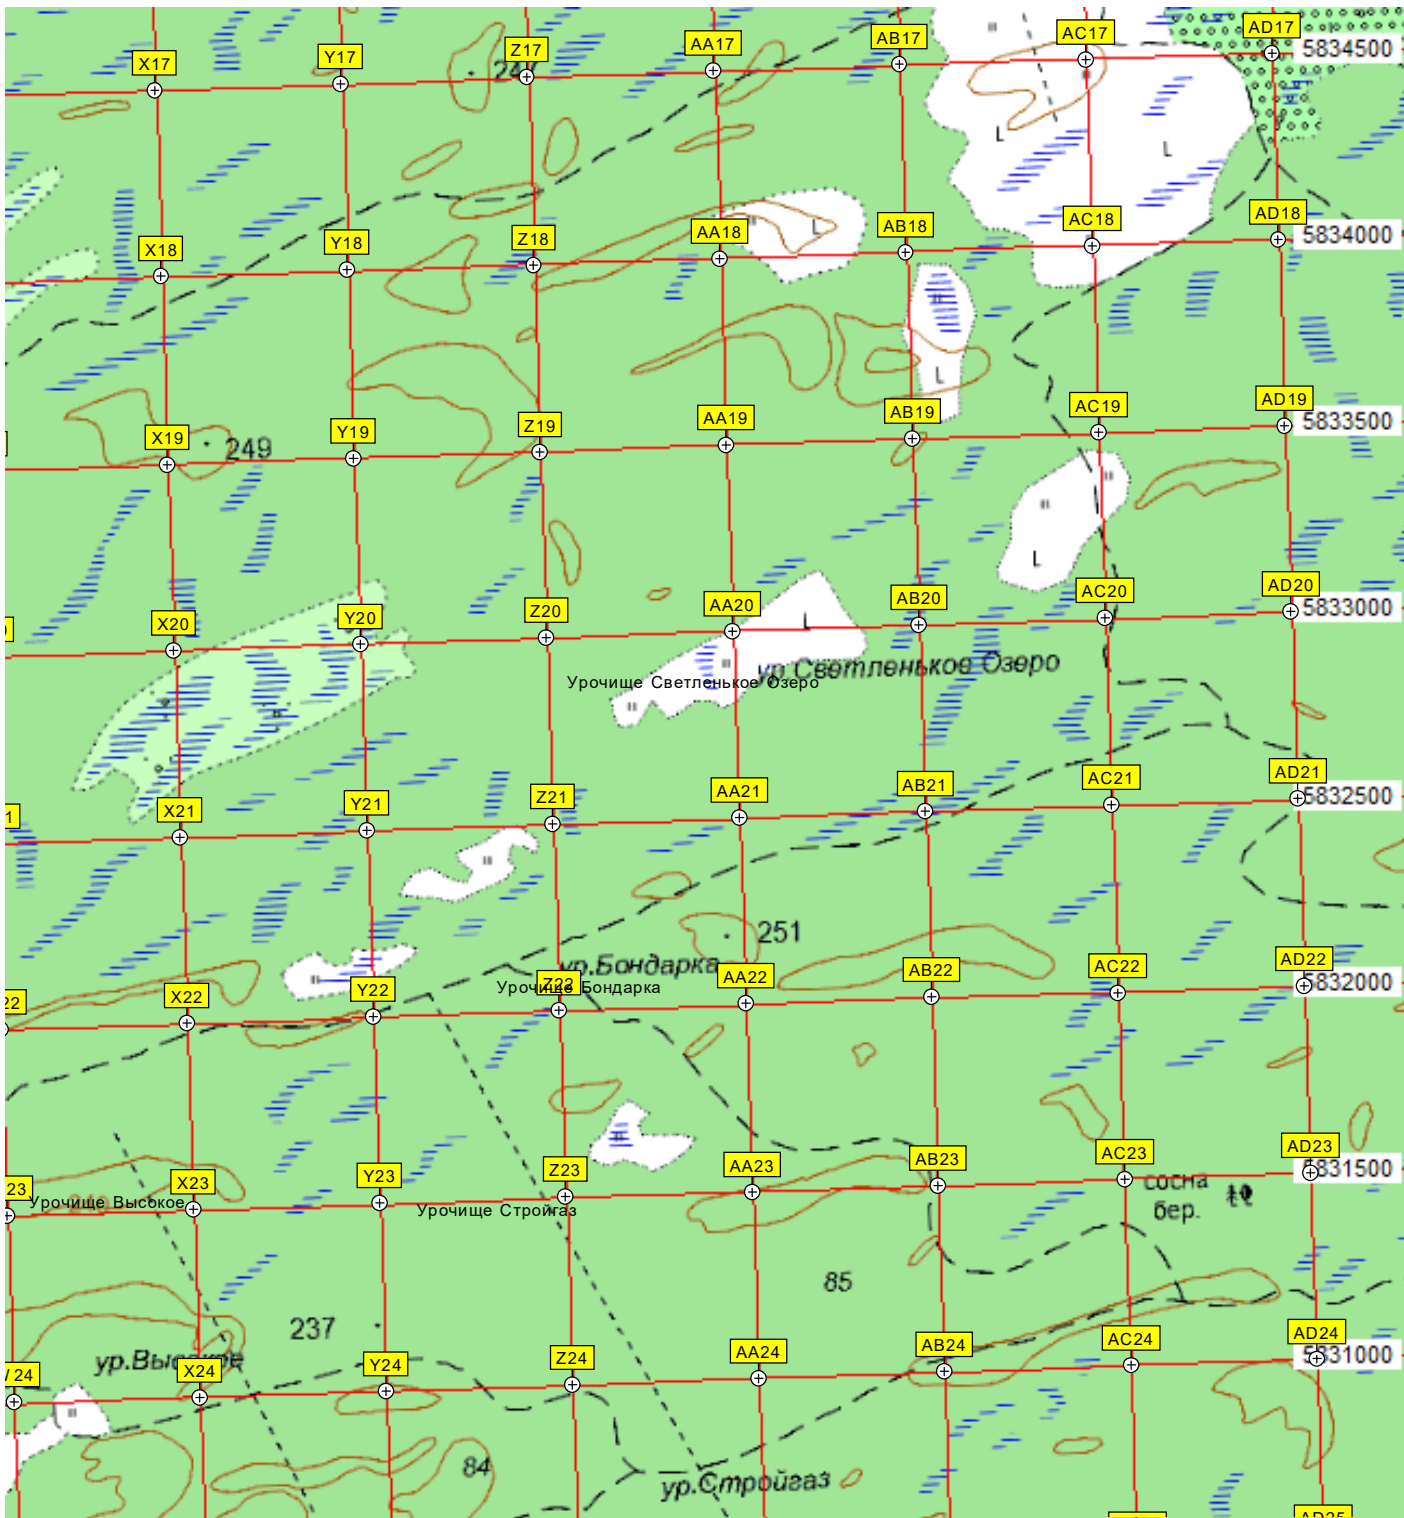 X17 Y17 Z17 AA17 AB17 AC17 AD17 5834500
L
L
X18 Y18 Z18 AA18 L AB18 AC18 AD18 5834000
L
X19 249 Y19 Z19 AA19 AB19 AC19 AD19 5833500
L
X20 Y20 Z20 AA20 L AB20 AC20 AD20 5833000
ур.Светленькое Озеро
Урочище Светленькое Озеро
X21 Y21 Z21 AA21 AB21 AC21 AD21 5832500
251
ур.Бондарка
Урочище Бондарка
22 X22 Y22 Z22 AA22 AB22 AC22 AD22 5832000
23 X23 Y23 Z23 AA23 AB23 AC23 AD23 5831500
сосна
бер.
Урочище Высокое
Урочище Стройгаз
85
237
ур.Высокое
24 X24 Y24 Z24 AA24 AB24 AC24 AD24 5831000
84
ур.Стройгаз
AD25